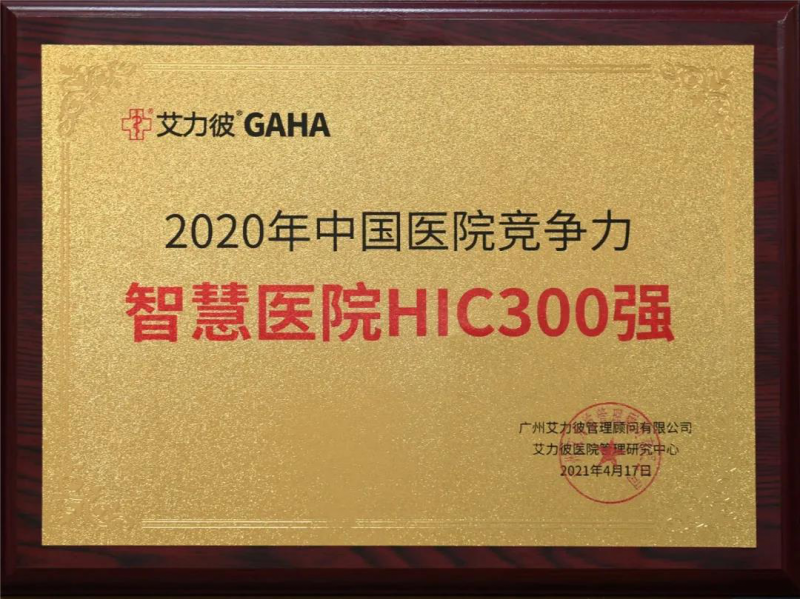 艾力彼® GAHA
2020年中国医院竞争力
智慧医院HIC300强
广州艾力彼管理顾问有限公司
艾力彼医院管理研究中心
2021年4月17日